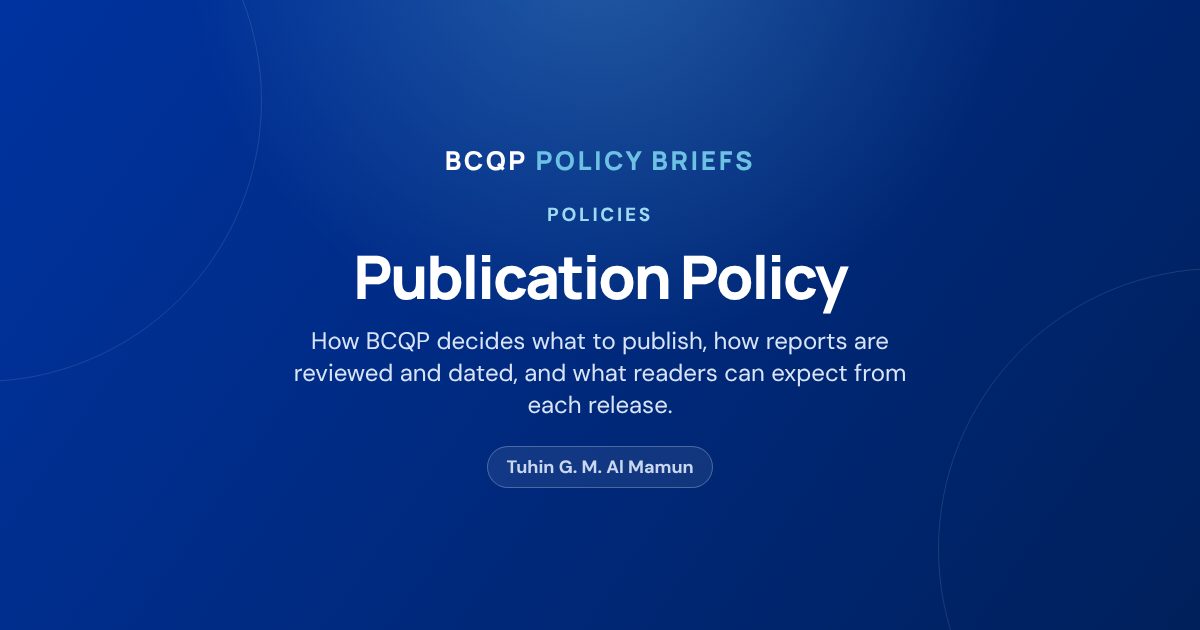 BCQP POLICY BRIEFS
POLICIES
Publication Policy
How BCQP decides what to publish, how reports are
reviewed and dated, and what readers can expect from
each release.
Tuhin G. M. Al Mamun